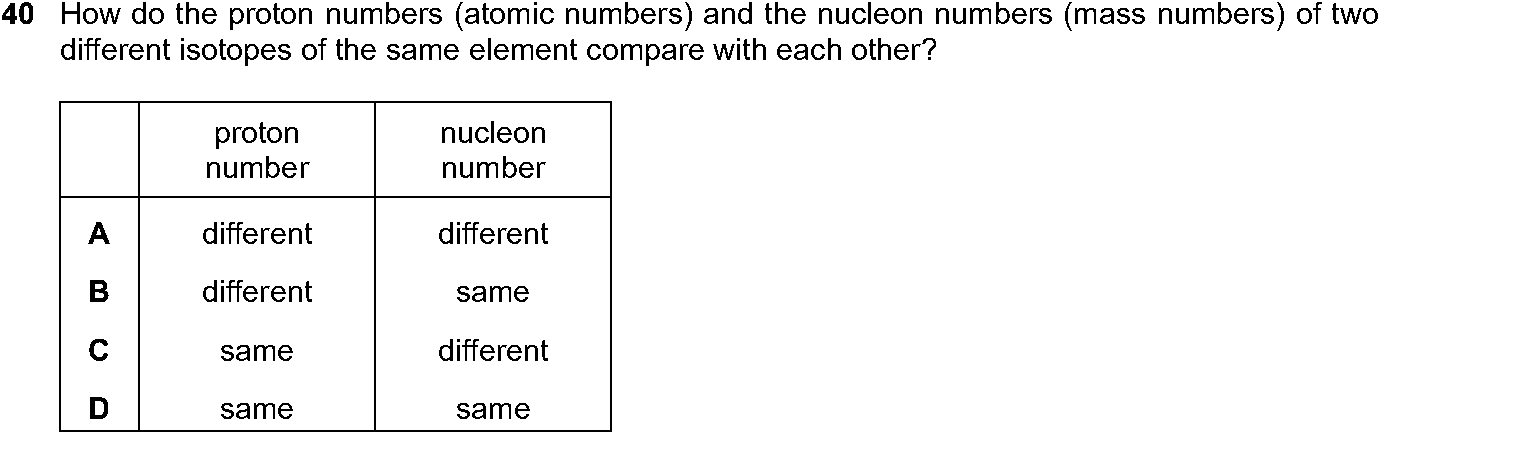 40 How do the proton numbers (atomic numbers) and the nucleon numbers (mass numbers) of two
different isotopes of the same element compare with each other?
proton number nucleon number
A different different
B different same
C same different
D same same